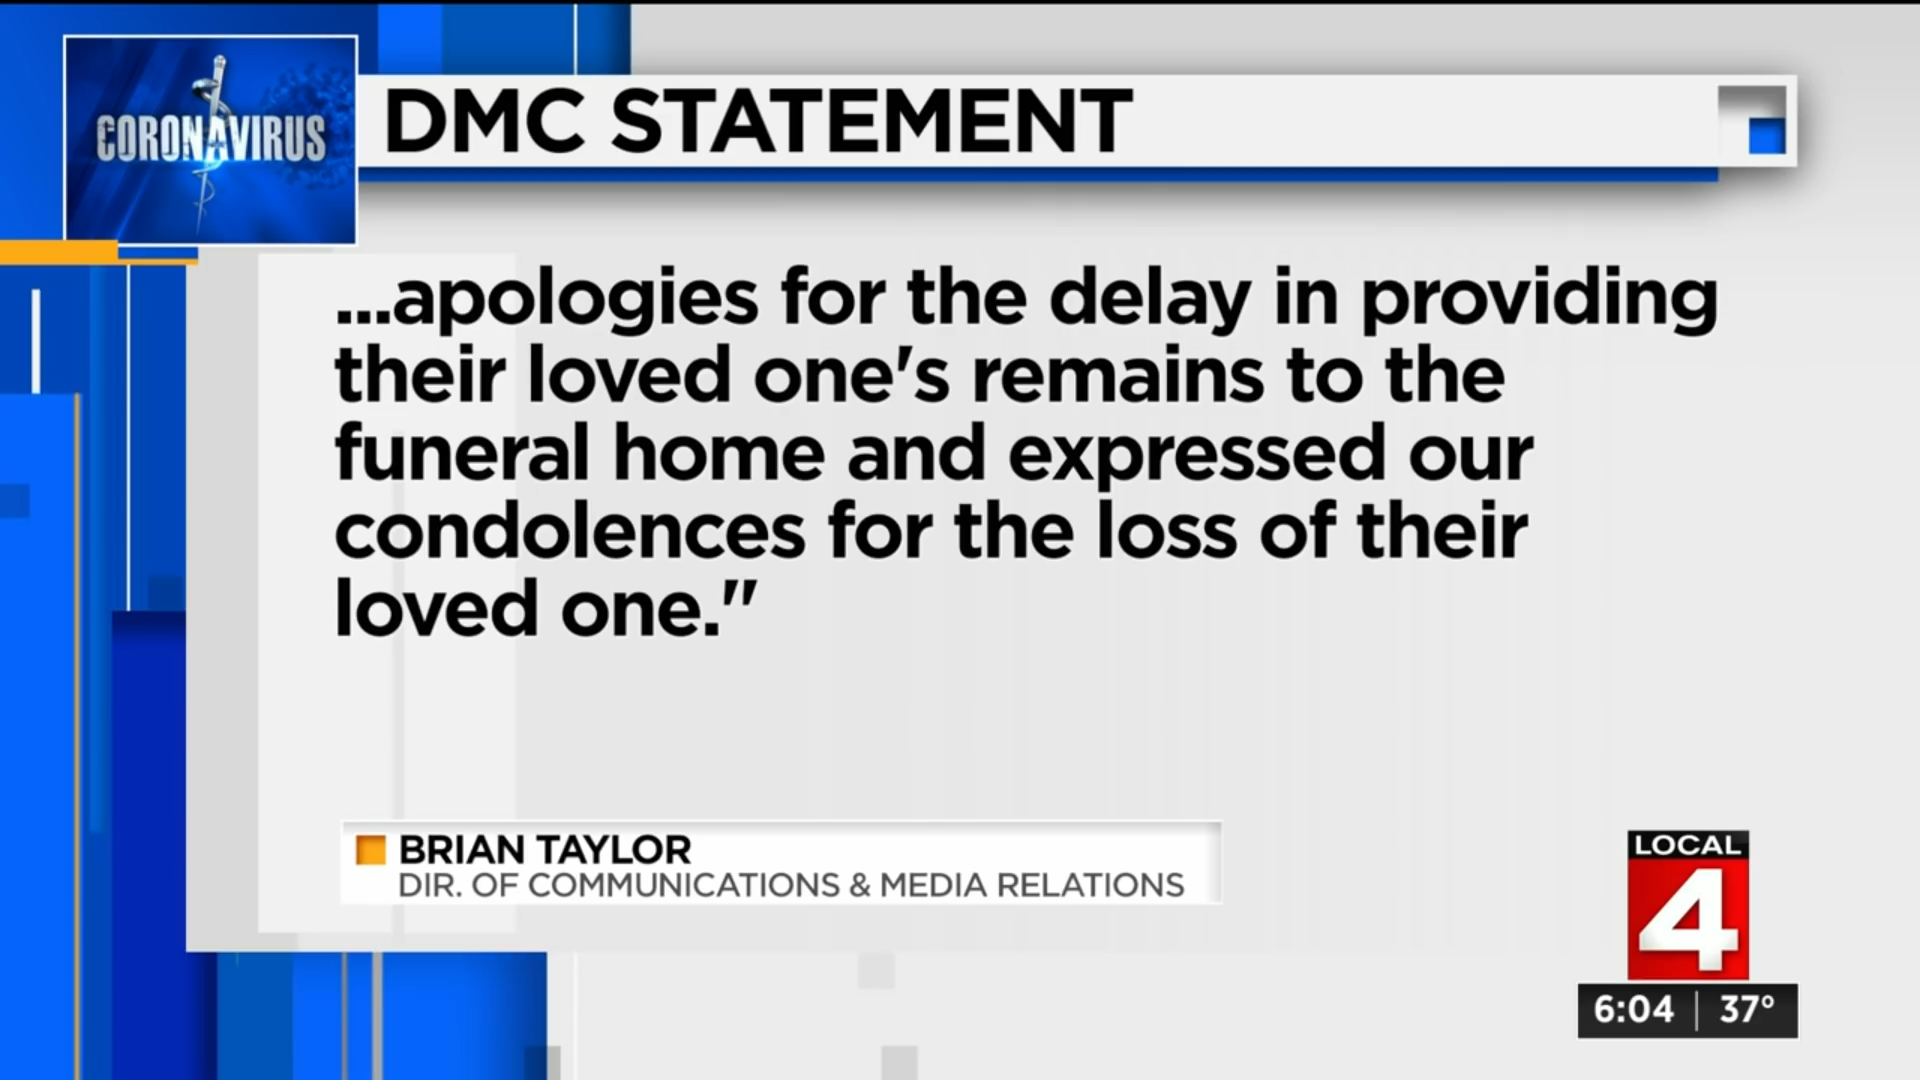 CORONAVIRUS
DMC STATEMENT
...apologies for the delay in providing
their loved one's remains to the
funeral home and expressed our
condolences for the loss of their
loved one."
BRIAN TAYLOR
DIR. OF COMMUNICATIONS & MEDIA RELATIONS
LOCAL
4
6:04 | 37°